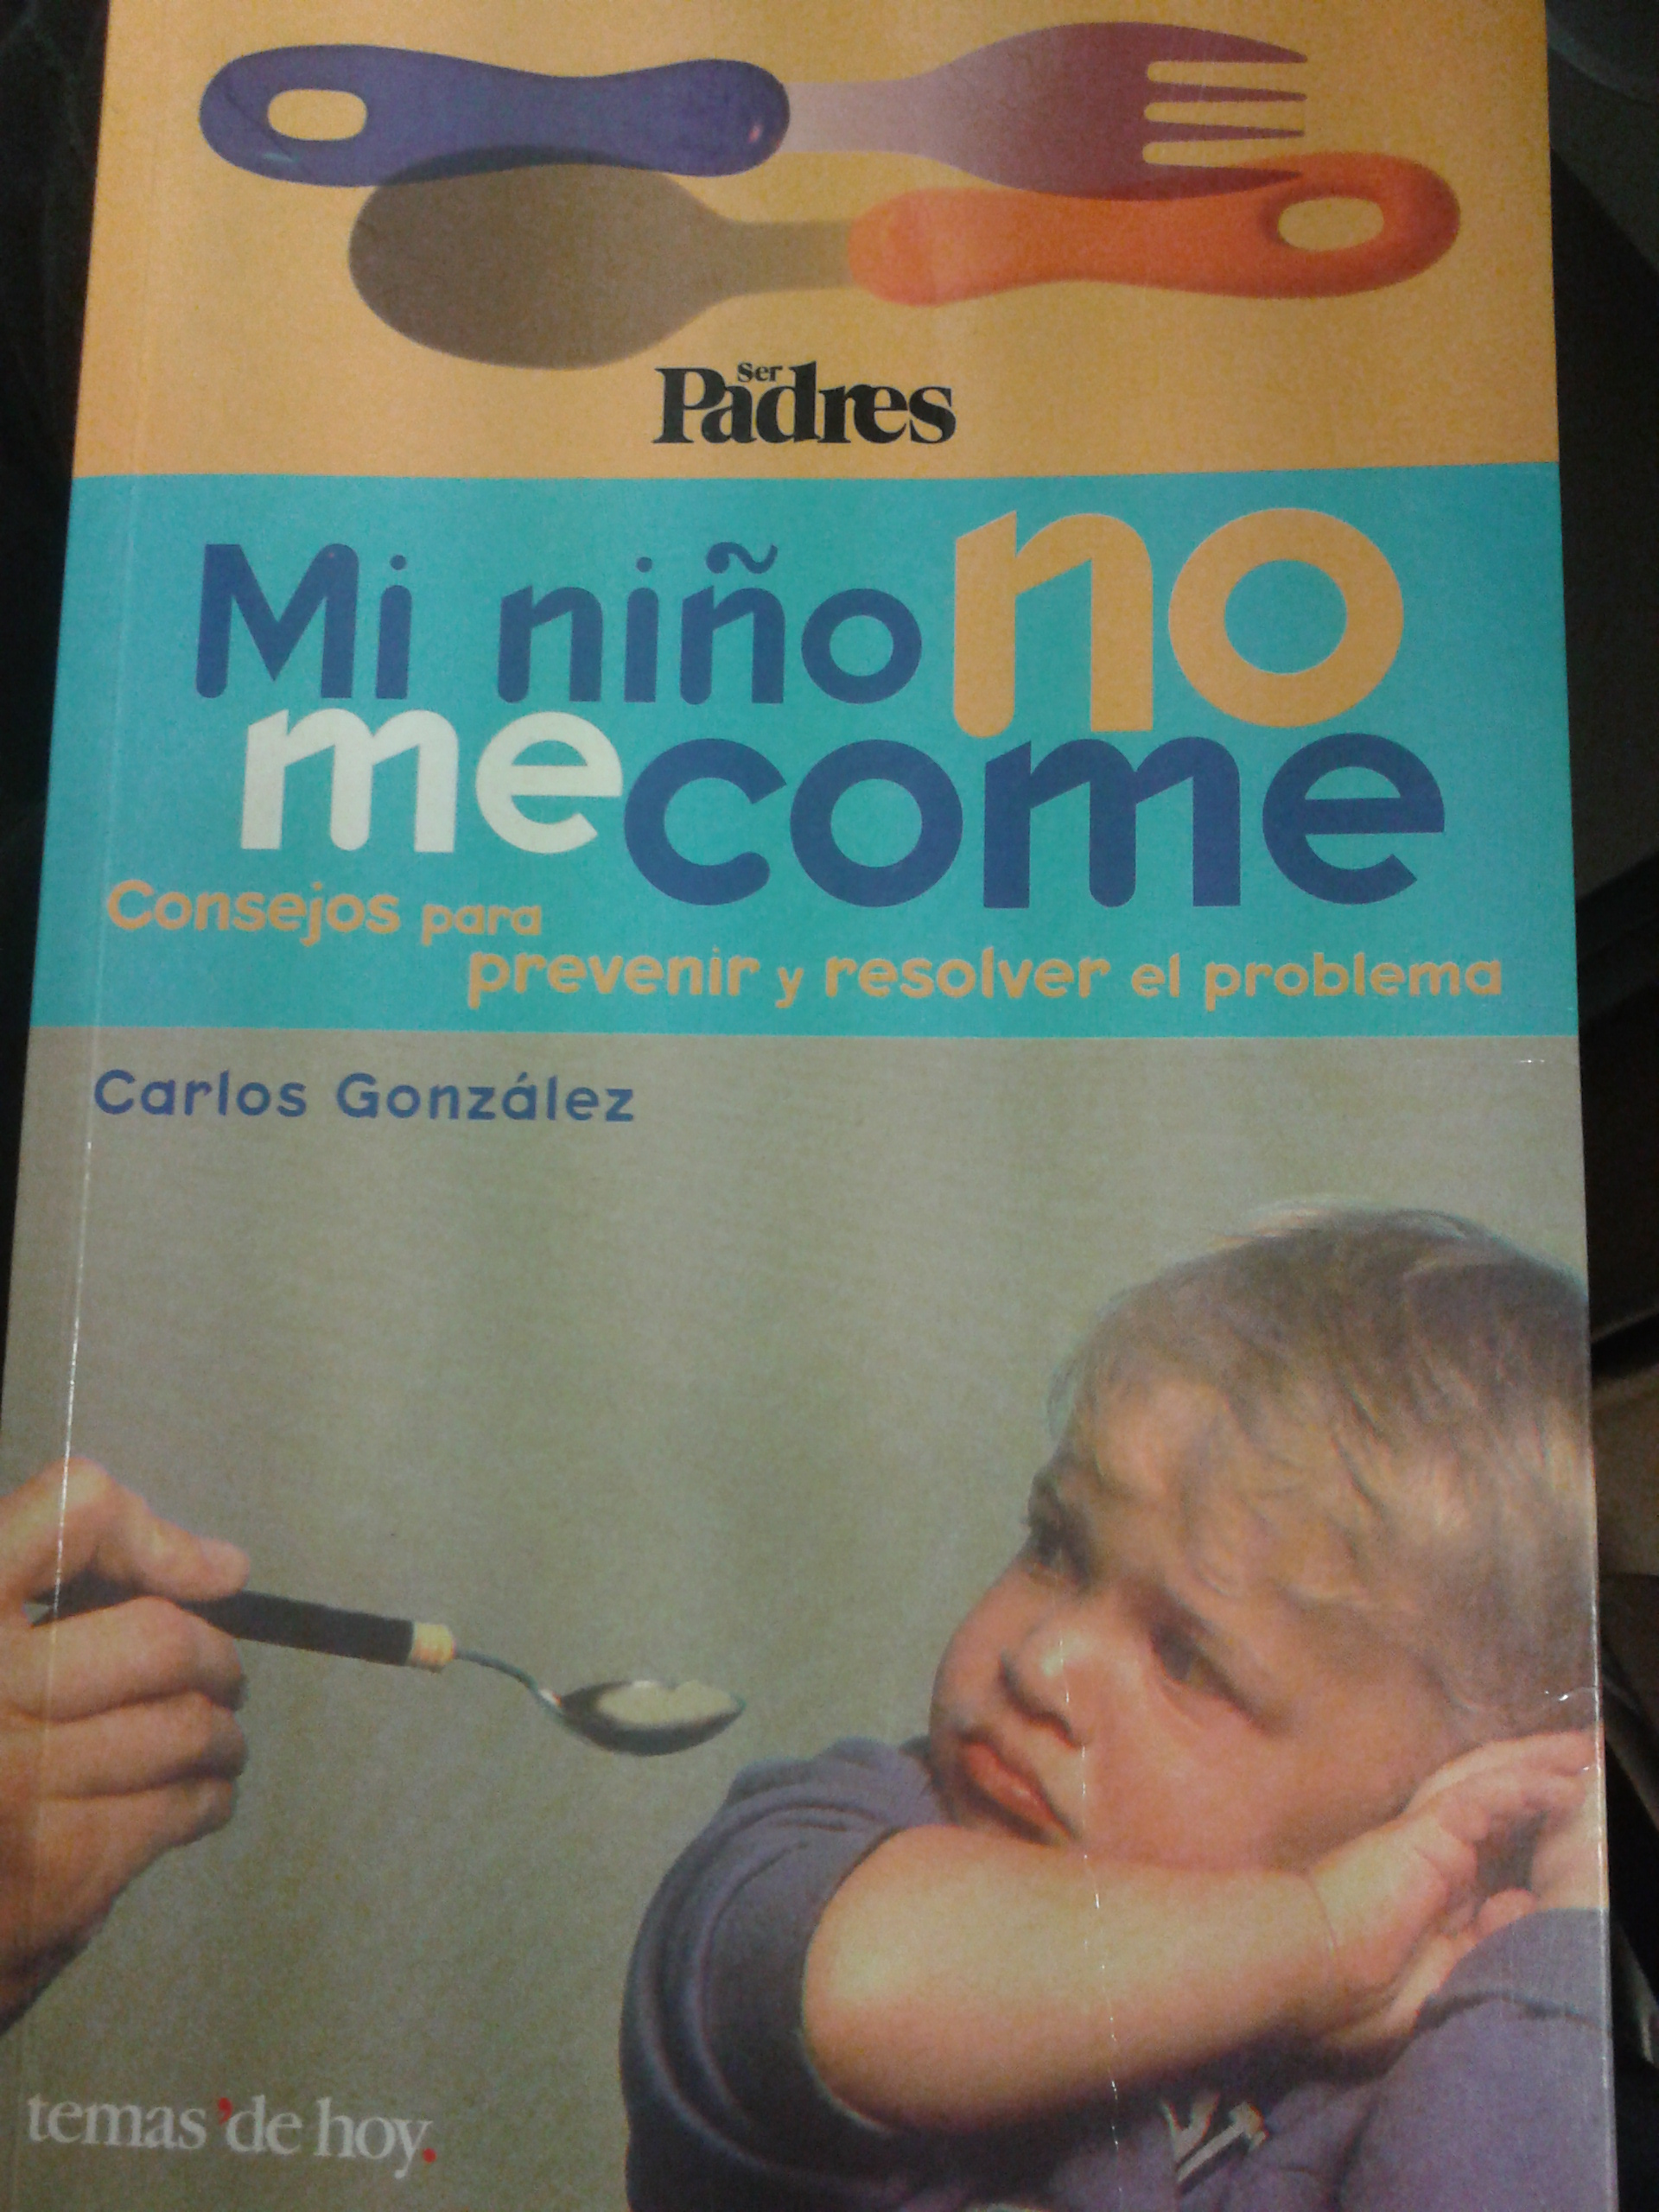 Ser
Padres
Mi niño no
me come
Consejos para
prevenir y resolver el problema
Carlos González
temas'de hoy.